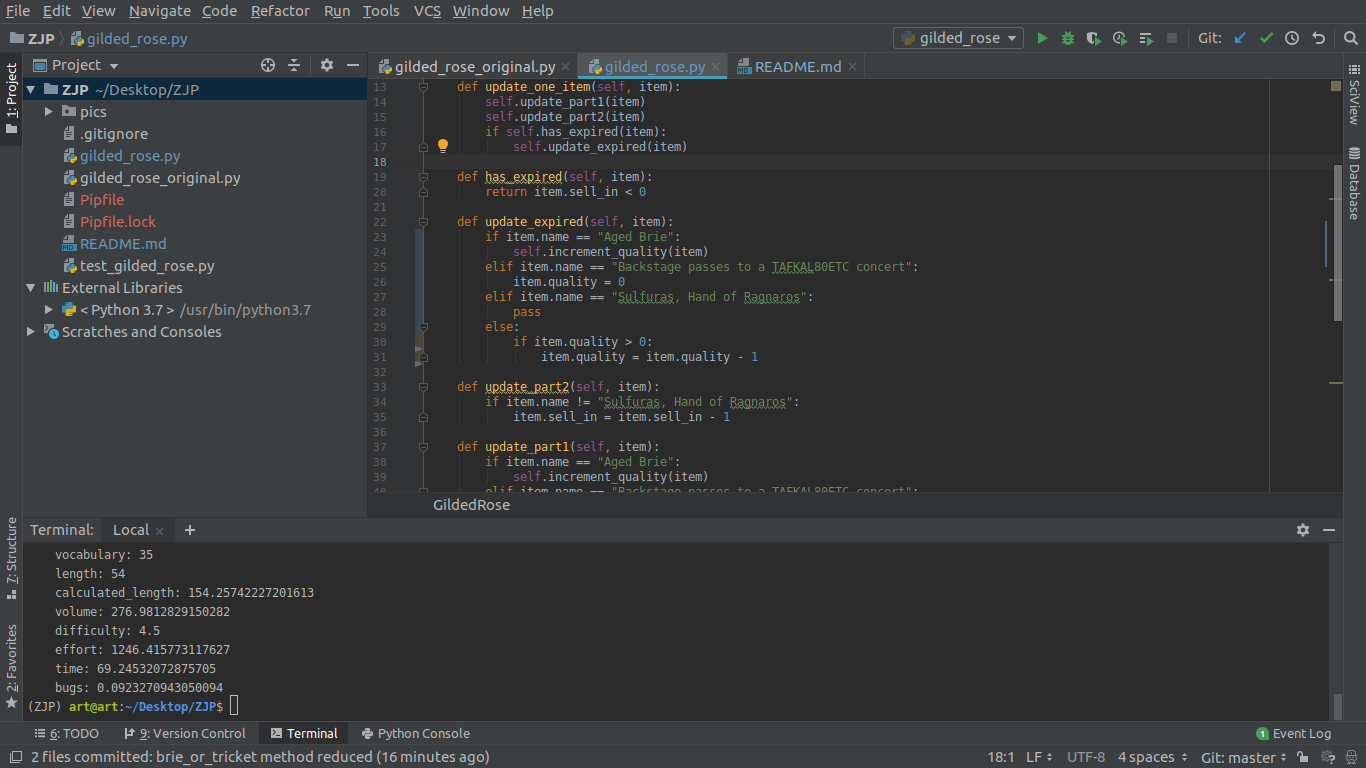 File Edit View Navigate Code Refactor Run Tools VCS Window Help
ZJP gilded_rose.py gilded_rose Git:
1: Project
Project
gilded_rose_original.py gilded_rose.py README.md
ZJP ~/Desktop/ZJP
pics
.gitignore
gilded_rose.py
gilded_rose_original.py
Pipfile
Pipfile.lock
README.md
test_gilded_rose.py
External Libraries
< Python 3.7 > /usr/bin/python3.7
Scratches and Consoles
13 def update_one_item(self, item):
14 self.update_part1(item)
15 self.update_part2(item)
16 if self.has_expired(item):
17 self.update_expired(item)
18
19 def has_expired(self, item):
20 return item.sell_in < 0
21
22 def update_expired(self, item):
23 if item.name == "Aged Brie":
24 self.increment_quality(item)
25 elif item.name == "Backstage passes to a TAFKAL80ETC concert":
26 item.quality = 0
27 elif item.name == "Sulfuras, Hand of Ragnaros":
28 pass
29 else:
30 if item.quality > 0:
31 item.quality = item.quality - 1
32
33 def update_part2(self, item):
34 if item.name != "Sulfuras, Hand of Ragnaros":
35 item.sell_in = item.sell_in - 1
36
37 def update_part1(self, item):
38 if item.name == "Aged Brie":
39 self.increment_quality(item)
40 elif item.name == "Backstage passes to a TAFKAL80ETC concert":
GildedRose
SciView
Database
7: Structure
2: Favorites
Terminal: Local
vocabulary: 35
length: 54
calculated_length: 154.25742227201613
volume: 276.9812829150282
difficulty: 4.5
effort: 1246.415773117627
time: 69.24532072875705
bugs: 0.0923270943050094
(ZJP) art@art:~/Desktop/ZJP$
6: TODO 9: Version Control Terminal Python Console 1 Event Log
2 files committed: brie_or_tricket method reduced (16 minutes ago) 18:1 LF UTF-8 4 spaces Git: master